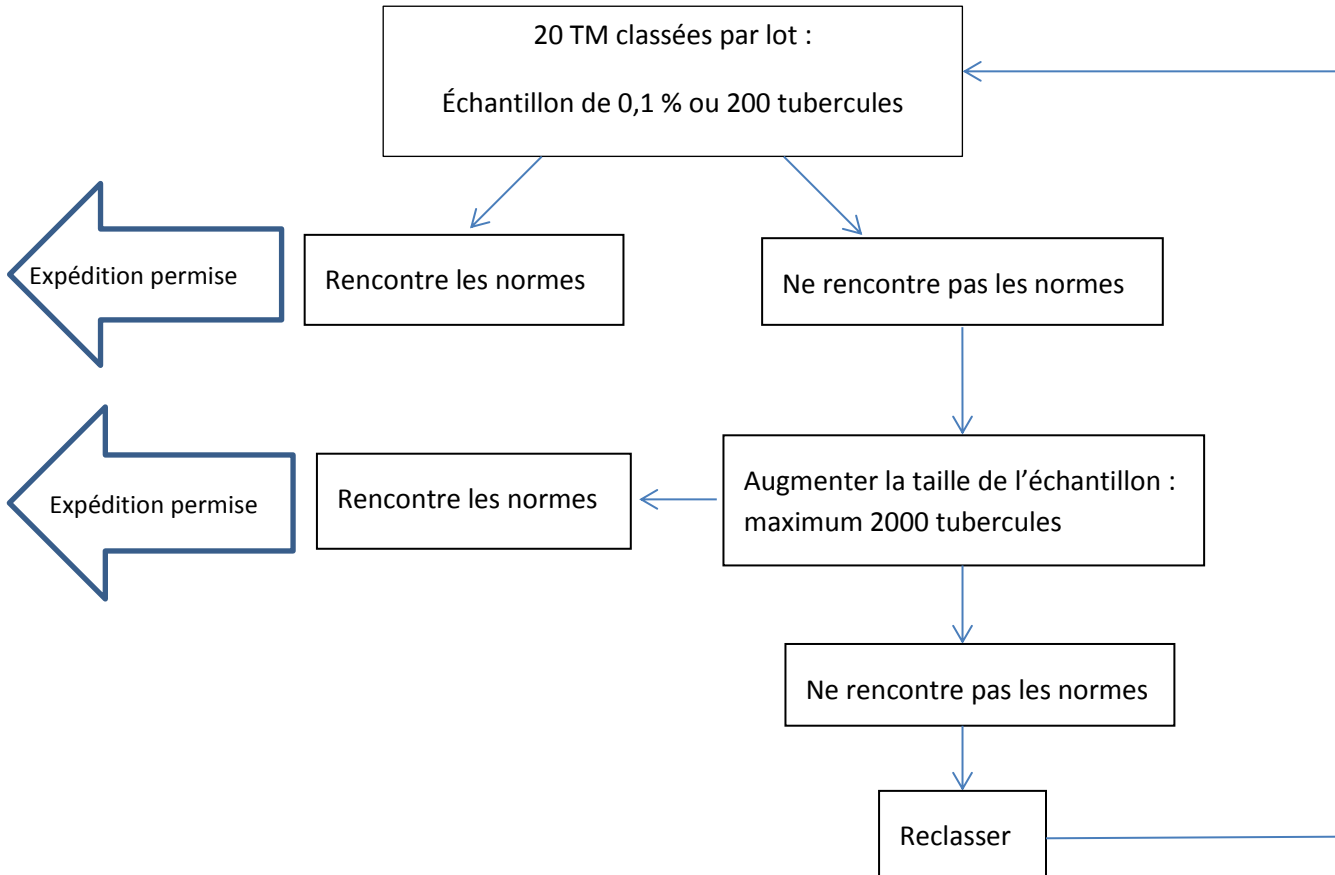 20 TM classées par lot :
Échantillon de 0,1 % ou 200 tubercules
Expédition permise
Rencontre les normes
Ne rencontre pas les normes
Expédition permise
Rencontre les normes
Augmenter la taille de l’échantillon :
maximum 2000 tubercules
Ne rencontre pas les normes
Reclasser